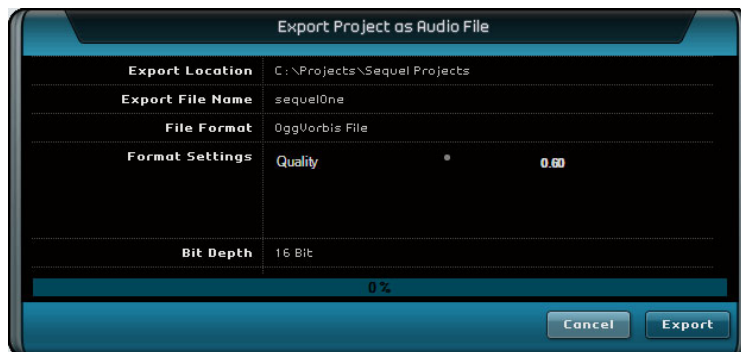 Export Project as Audio File
Export Location C:\Projects\Sequel Projects
Export File Name sequelOne
File Format OggVorbis File
Format Settings Quality 0.60
Bit Depth 16 Bit
0 %
Cancel Export